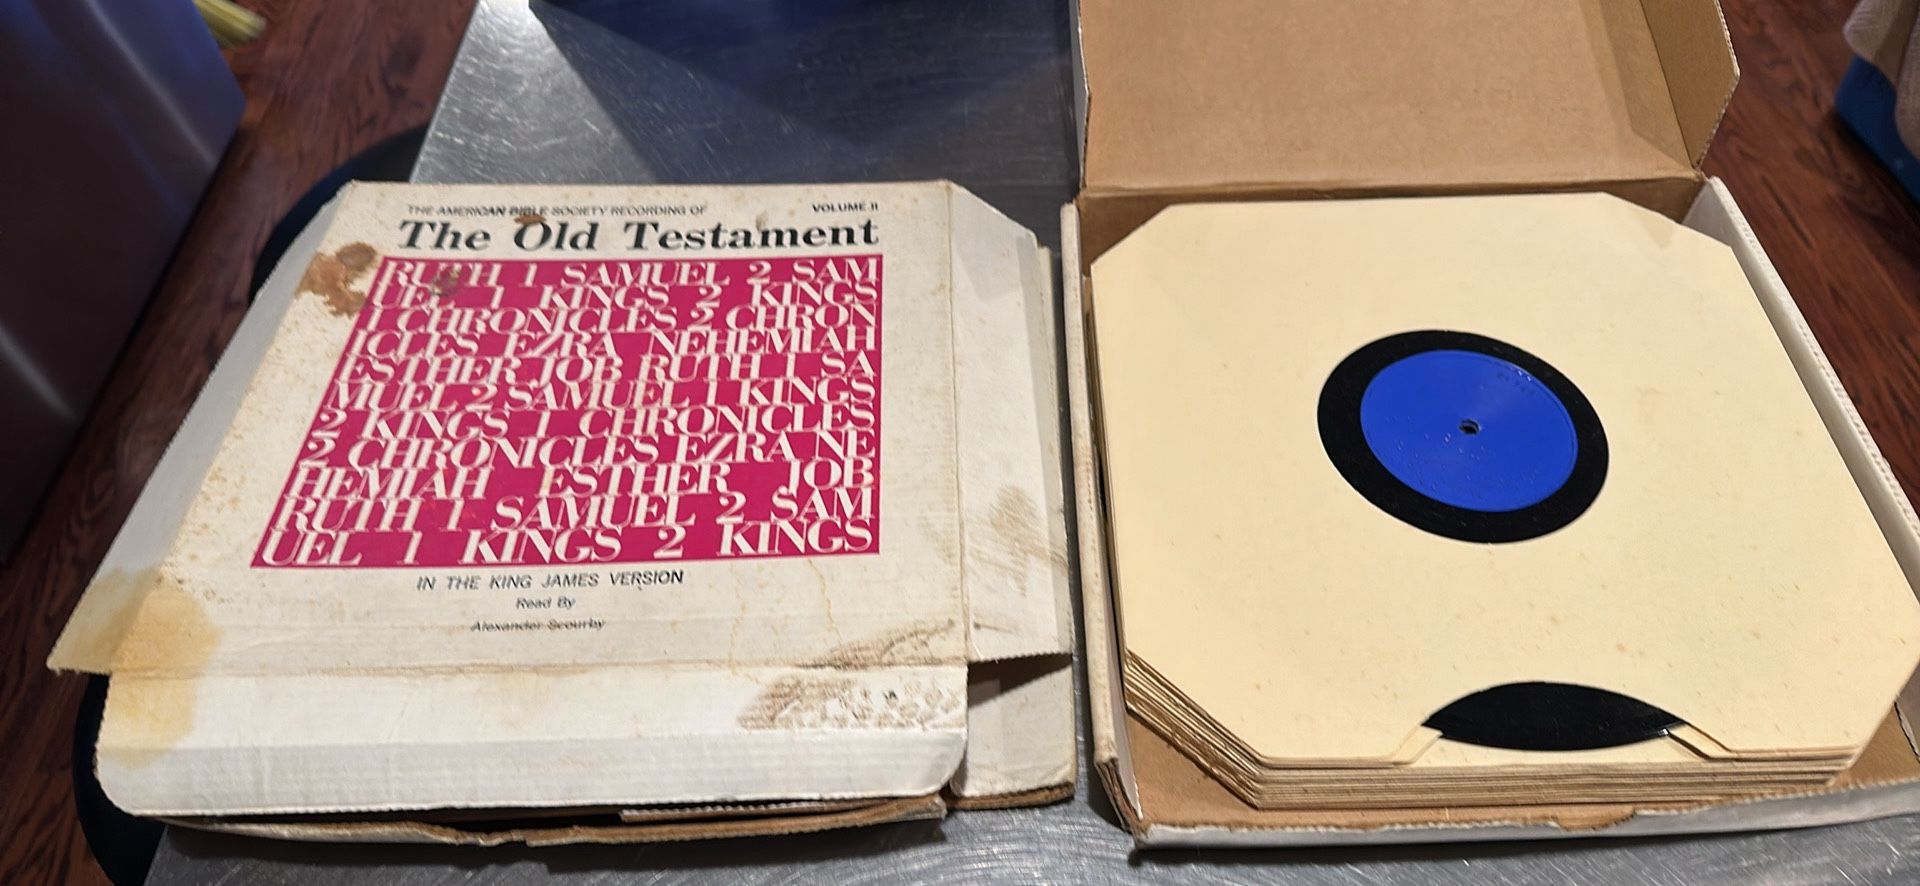 THE AMERICAN BIBLE SOCIETY RECORDING OF
VOLUME II
The Old Testament
RUTH 1 SAMUEL 2 SAM
UEL 1 KINGS 2 KINGS
1 CHRONICLES 2 CHRON
ICLES EZRA NEHEMIAH
ESTHER JOB RUTH 1 SA
MUEL 2 SAMUEL 1 KINGS
2 KINGS 1 CHRONICLES
2 CHRONICLES EZRA NE
HEMIAH ESTHER JOB
RUTH 1 SAMUEL 2 SAM
UEL 1 KINGS 2 KINGS
IN THE KING JAMES VERSION
Read By
Alexander Scourby